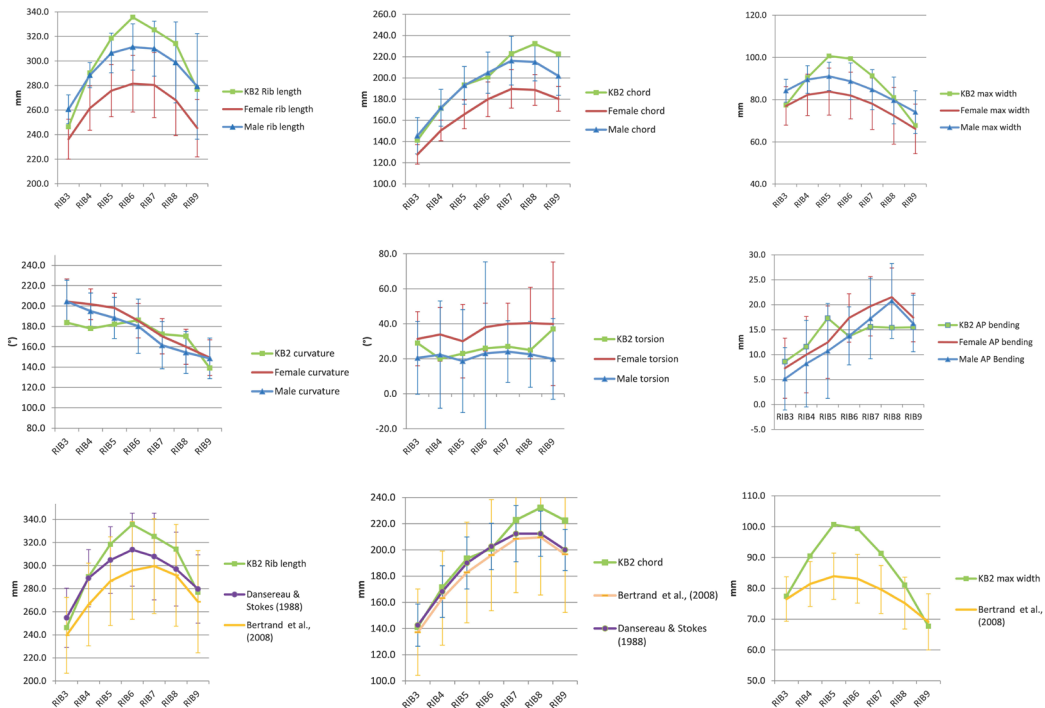 340.0
320.0
300.0
280.0
260.0
240.0
220.0
200.0
mm
RIB3
RIB4
RIB5
RIB6
RIB7
RIB8
RIB9
KB2 Rib length
Female rib length
Male rib length
260.0
240.0
220.0
200.0
180.0
160.0
140.0
120.0
100.0
mm
RIB3
RIB4
RIB5
RIB6
RIB7
RIB8
RIB9
KB2 chord
Female chord
Male chord
120.0
100.0
80.0
60.0
40.0
mm
RIB3
RIB4
RIB5
RIB6
RIB7
RIB8
RIB9
KB2 max width
Female max width
Male max width
240.0
220.0
200.0
180.0
160.0
140.0
120.0
100.0
80.0
(°)
RIB3
RIB4
RIB5
RIB6
RIB7
RIB8
RIB9
KB2 curvature
Female curvature
Male curvature
80.0
60.0
40.0
20.0
0.0
-20.0
(°)
RIB3
RIB4
RIB5
RIB6
RIB7
RIB8
RIB9
KB2 torsion
Female torsion
Male torsion
30.0
25.0
20.0
15.0
10.0
5.0
0.0
-5.0
mm
RIB3
RIB4
RIB5
RIB6
RIB7
RIB8
RIB9
KB2 AP bending
Female AP bending
Male AP Bending
340.0
320.0
300.0
280.0
260.0
240.0
220.0
200.0
mm
RIB3
RIB4
RIB5
RIB6
RIB7
RIB8
RIB9
KB2 Rib length
Dansereau &
Stokes (1988)
Bertrand et al.,
(2008)
240.0
220.0
200.0
180.0
160.0
140.0
120.0
100.0
mm
RIB3
RIB4
RIB5
RIB6
RIB7
RIB8
RIB9
KB2 chord
Bertrand et al., (2008)
Dansereau & Stokes
(1988)
110.0
100.0
90.0
80.0
70.0
60.0
50.0
mm
RIB3
RIB4
RIB5
RIB6
RIB7
RIB8
RIB9
KB2 max width
Bertrand et al.,
(2008)